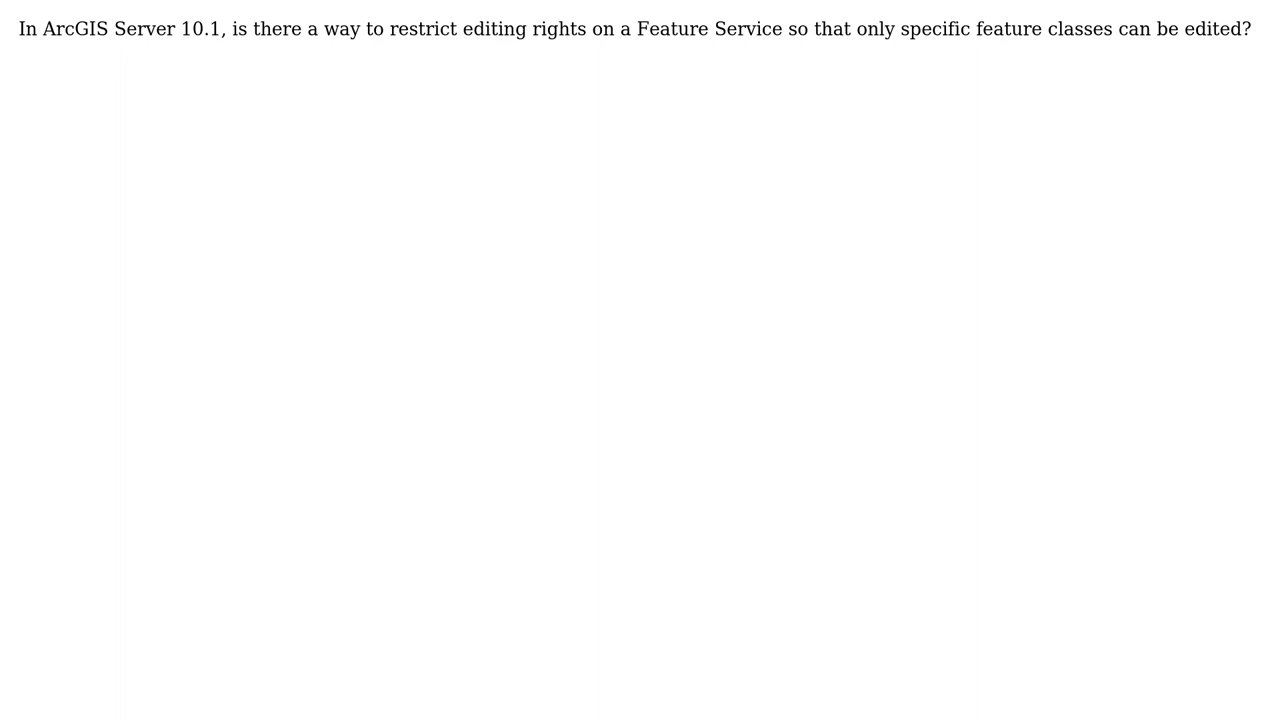 In ArcGIS Server 10.1, is there a way to restrict editing rights on a Feature Service so that only specific feature classes can be edited?